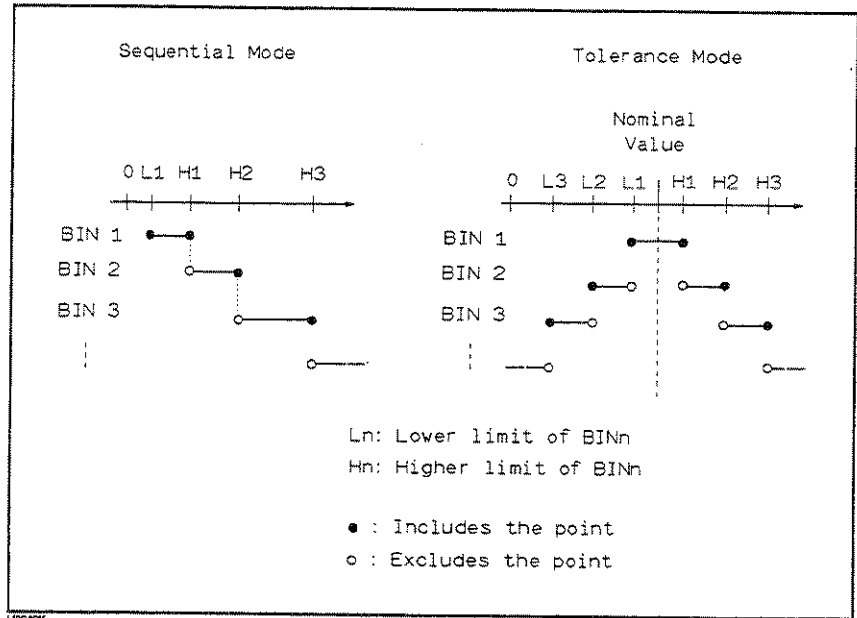 Sequential Mode
Tolerance Mode
Nominal
Value
0 L1 H1 H2 H3
0 L3 L2 L1 H1 H2 H3
BIN 1
BIN 2
BIN 3
BIN 1
BIN 2
BIN 3
Ln: Lower limit of BINn
Hn: Higher limit of BINn
● : Includes the point
○ : Excludes the point